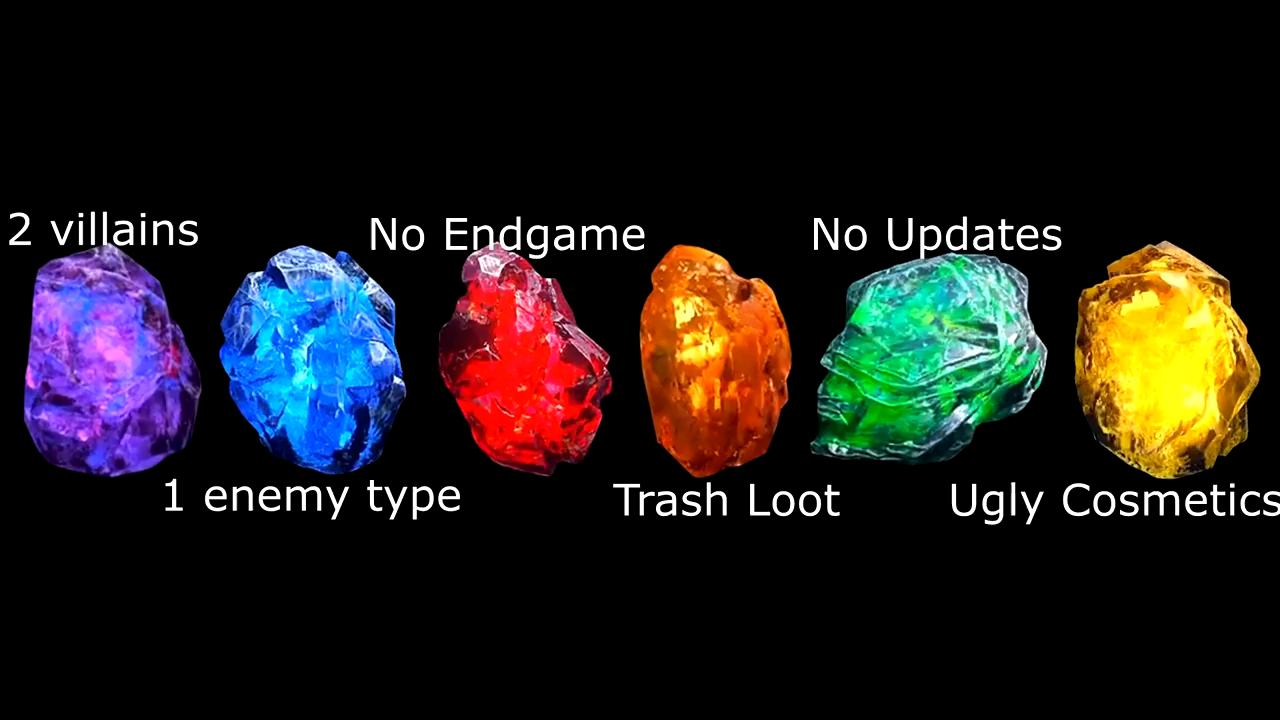 2 villains
1 enemy type
No Endgame
Trash Loot
No Updates
Ugly Cosmetics